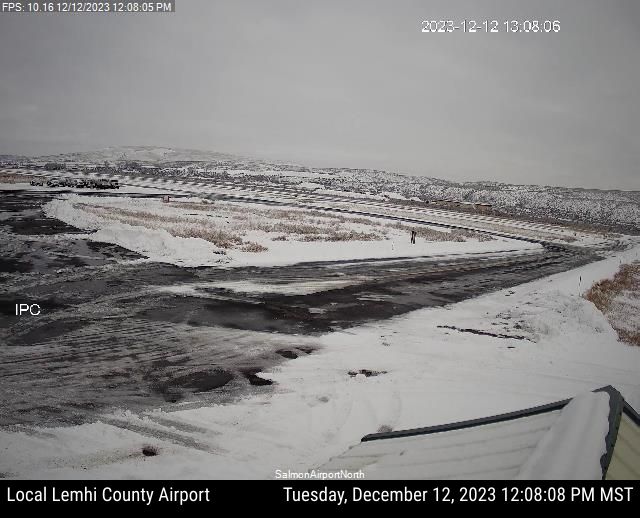 FPS: 10.16 12/12/2023 12:08:05 PM
2023-12-12 13:08:06
IPC
SalmonAirportNorth
Local Lemhi County Airport Tuesday, December 12, 2023 12:08:08 PM MST